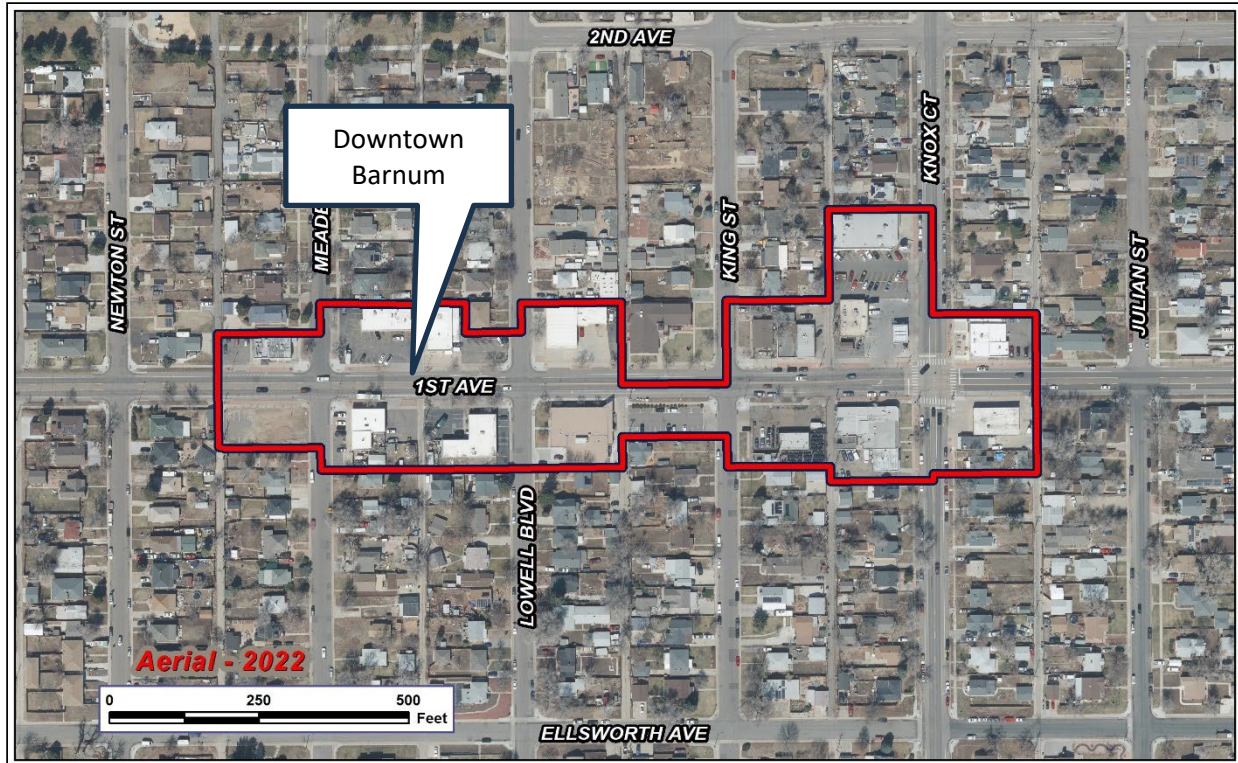 2ND AVE
Downtown
Barnum
KNOX CT
NEWTON ST
MEADE
KING ST
JULIAN ST
1ST AVE
LOWELL BLVD
Aerial - 2022
0 250 500
Feet
ELLSWORTH AVE